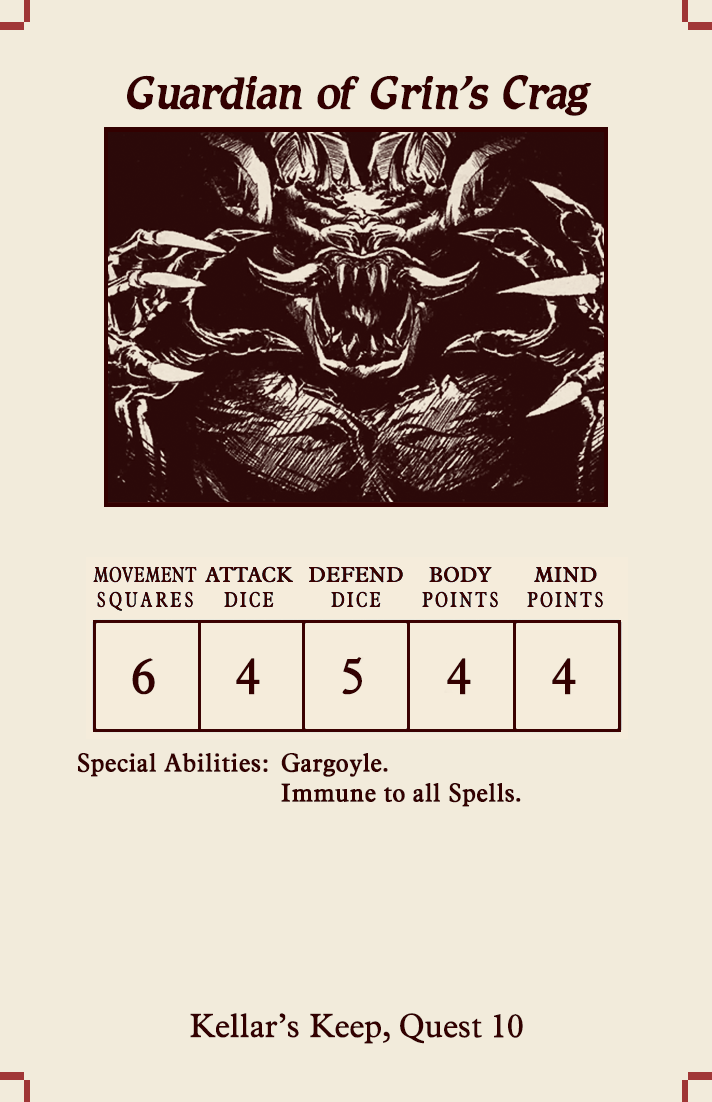 Guardian of Grin's Crag
MOVEMENT SQUARES ATTACK DICE DEFEND DICE BODY POINTS MIND POINTS
6 4 5 4 4
Special Abilities: Gargoyle.
Immune to all Spells.
Kellar's Keep, Quest 10